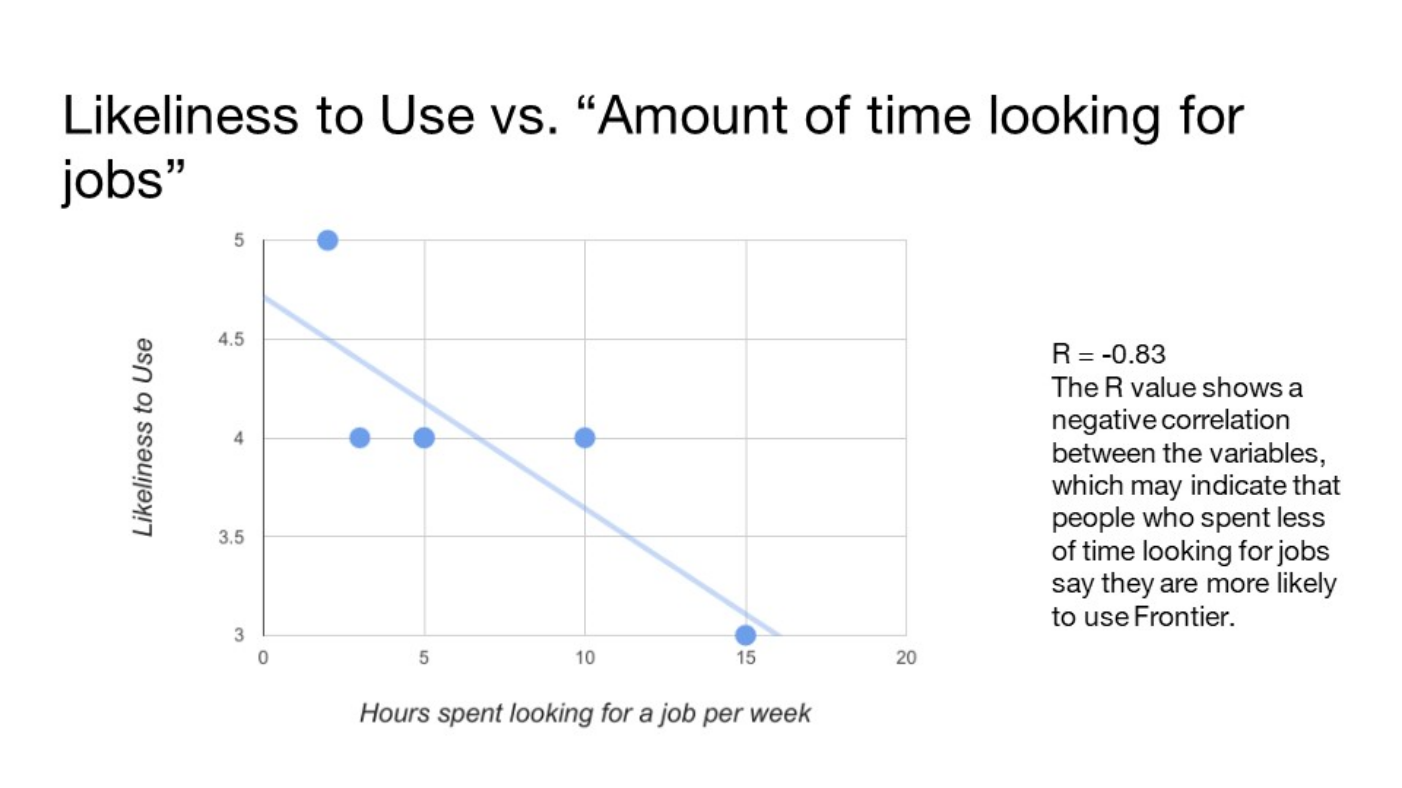 Likeliness to Use vs. “Amount of time looking for
jobs”
5
4.5
4
3.5
3
0
5
10
15
20
Likeliness to Use
Hours spent looking for a job per week
R = -0.83
The R value shows a
negative correlation
between the variables,
which may indicate that
people who spent less
of time looking for jobs
say they are more likely
to use Frontier.